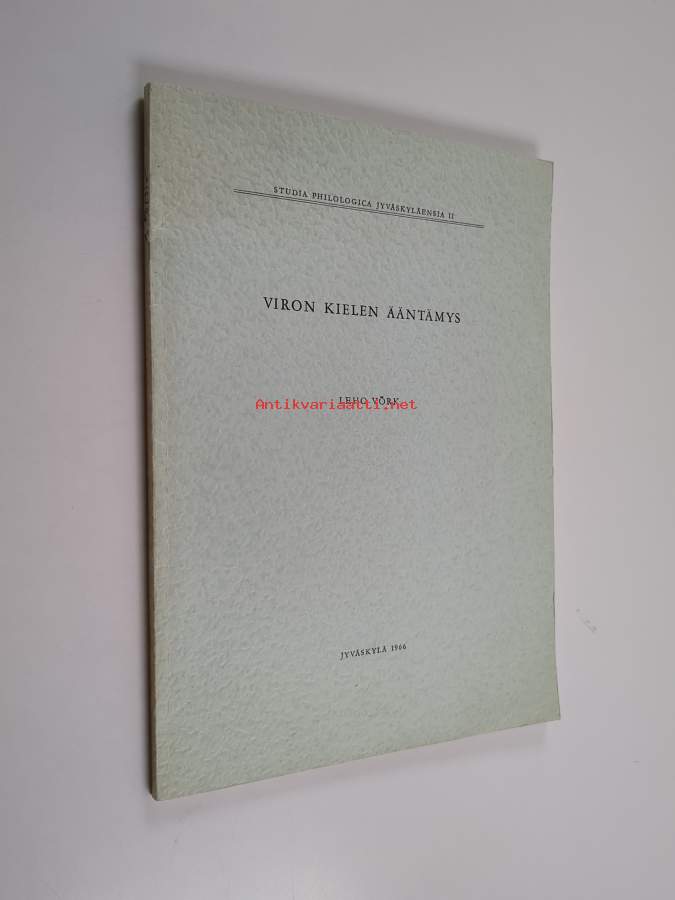 STUDIA PHILOLOGICA JYVÄSKYLÄENSIA II
VIRON KIELEN ÄÄNTÄMYS
LEHO VÕRK
Antikvariaatti.net
JYVÄSKYLÄ 1966